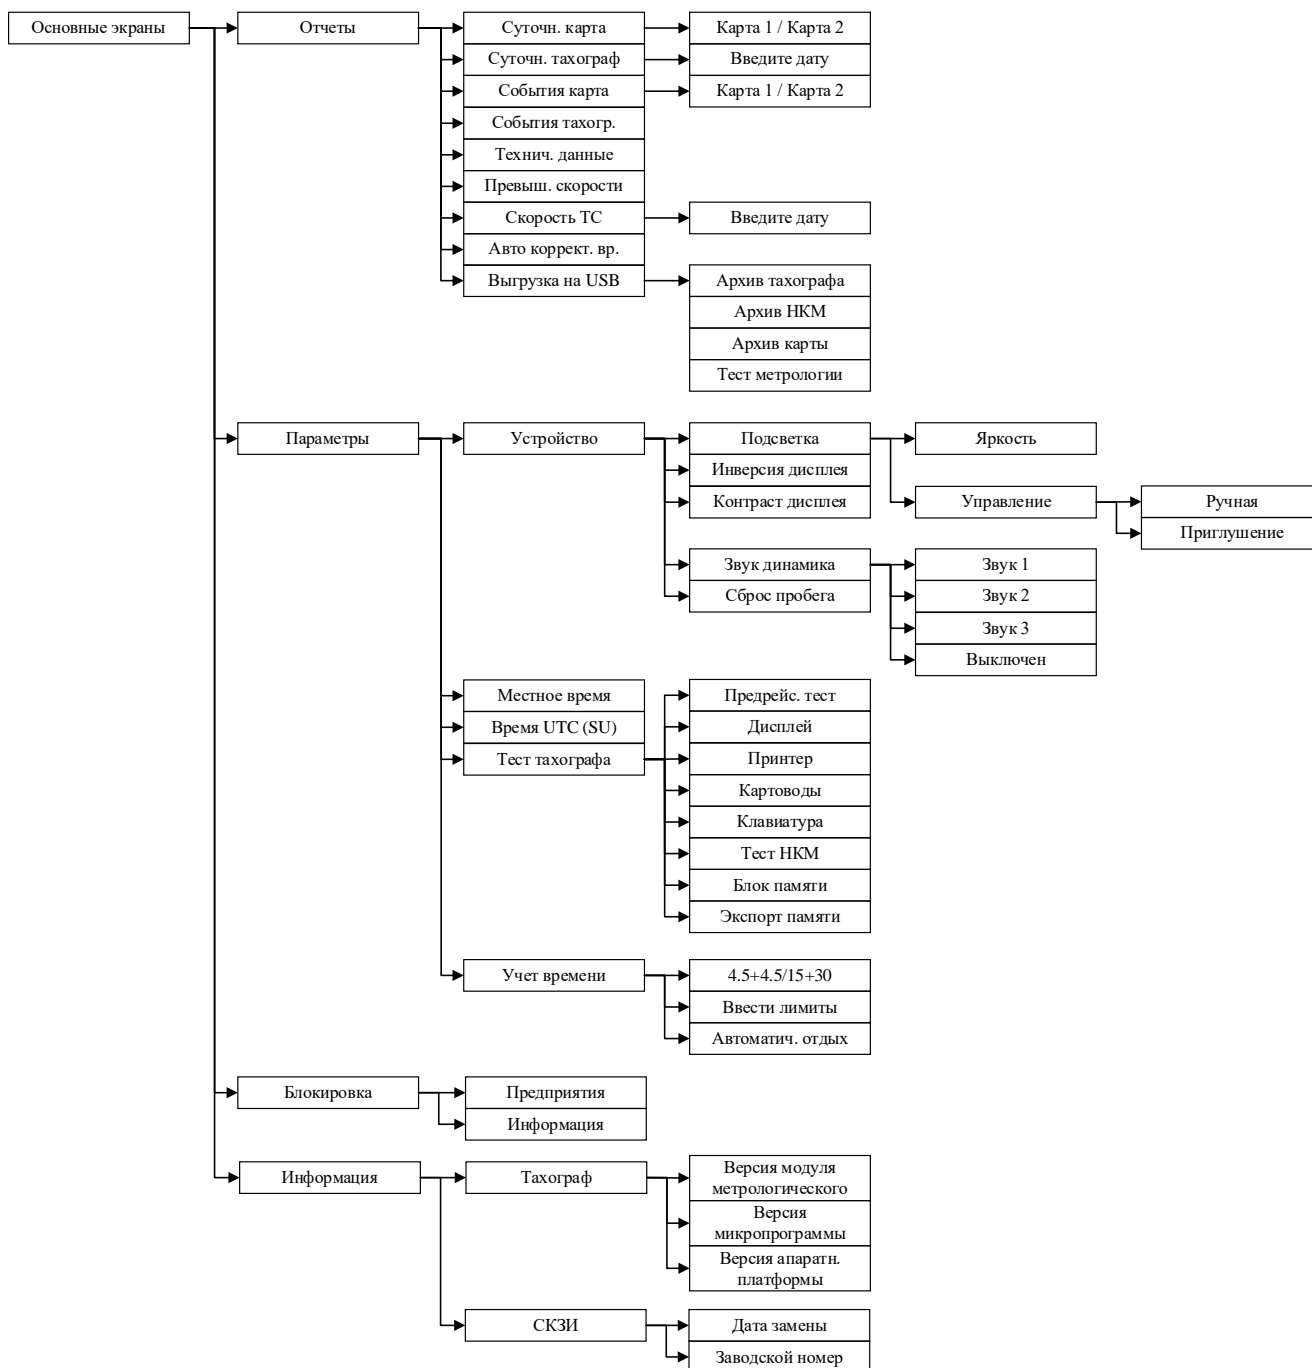 Основные экраны
Отчеты
Суточн. карта
Карта 1 / Карта 2
Суточн. тахограф
Введите дату
События карта
Карта 1 / Карта 2
События тахогр.
Технич. данные
Превыш. скорости
Скорость ТС
Введите дату
Авто коррект. вр.
Выгрузка на USB
Архив тахографа
Архив НКМ
Архив карты
Тест метрологии
Параметры
Устройство
Подсветка
Яркость
Инверсия дисплея
Контраст дисплея
Управление
Ручная
Приглушение
Звук динамика
Звук 1
Сброс пробега
Звук 2
Звук 3
Выключен
Местное время
Предрейс. тест
Время UTC (SU)
Дисплей
Тест тахографа
Принтер
Картоводы
Клавиатура
Тест НКМ
Блок памяти
Экспорт памяти
Учет времени
4.5+4.5/15+30
Ввести лимиты
Автоматич. отдых
Блокировка
Предприятия
Информация
Информация
Тахограф
Версия модуля
метрологического
Версия
микропрограммы
Версия апаратн.
платформы
СКЗИ
Дата замены
Заводской номер